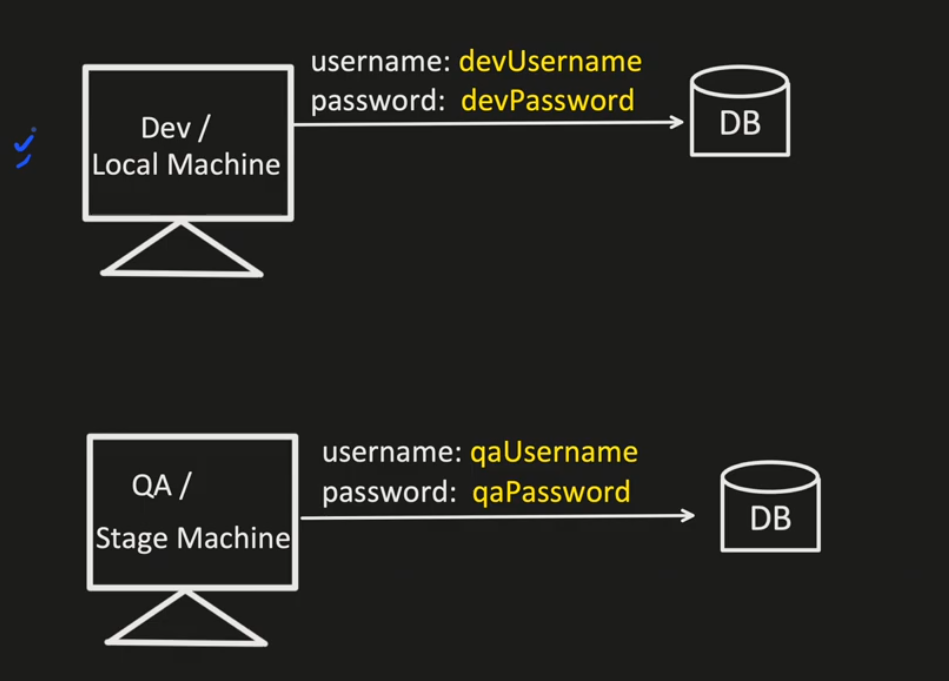 username: devUsername
password: devPassword
Dev /
Local Machine
DB
username: qaUsername
password: qaPassword
QA /
Stage Machine
DB